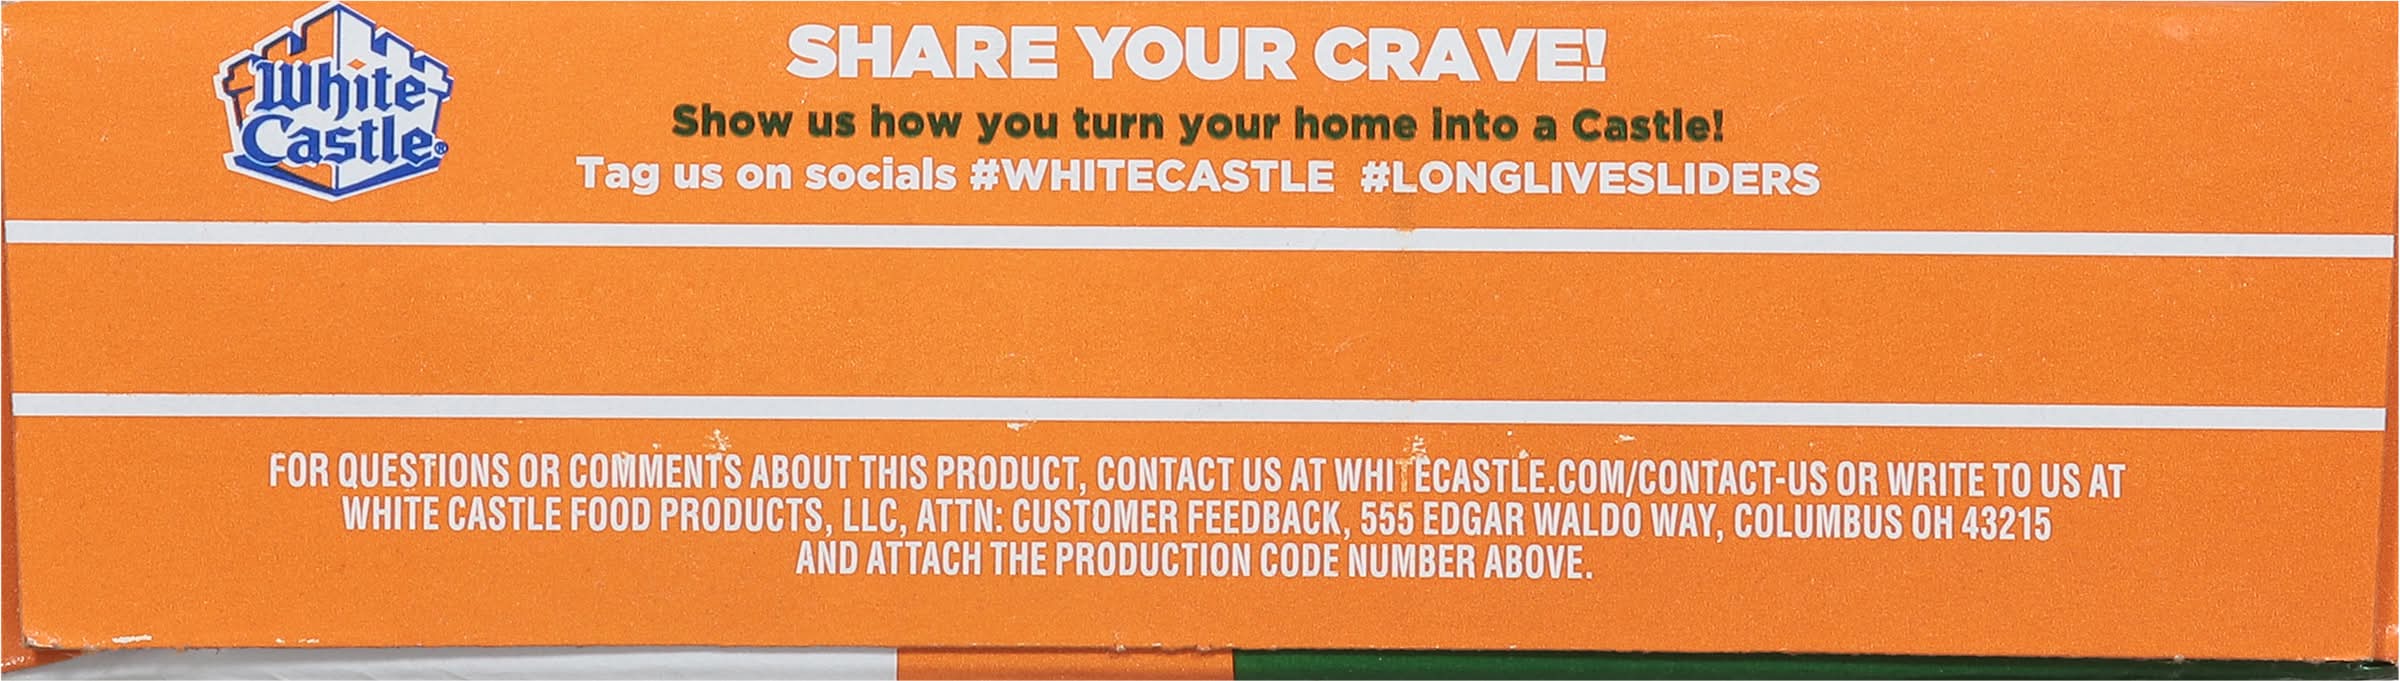 White
Castle®
SHARE YOUR CRAVE!
Show us how you turn your home into a Castle!
Tag us on socials #WHITECASTLE #LONGLIVESLIDERS
FOR QUESTIONS OR COMMENTS ABOUT THIS PRODUCT, CONTACT US AT WHITECASTLE.COM/CONTACT-US OR WRITE TO US AT
WHITE CASTLE FOOD PRODUCTS, LLC, ATTN: CUSTOMER FEEDBACK, 555 EDGAR WALDO WAY, COLUMBUS OH 43215
AND ATTACH THE PRODUCTION CODE NUMBER ABOVE.